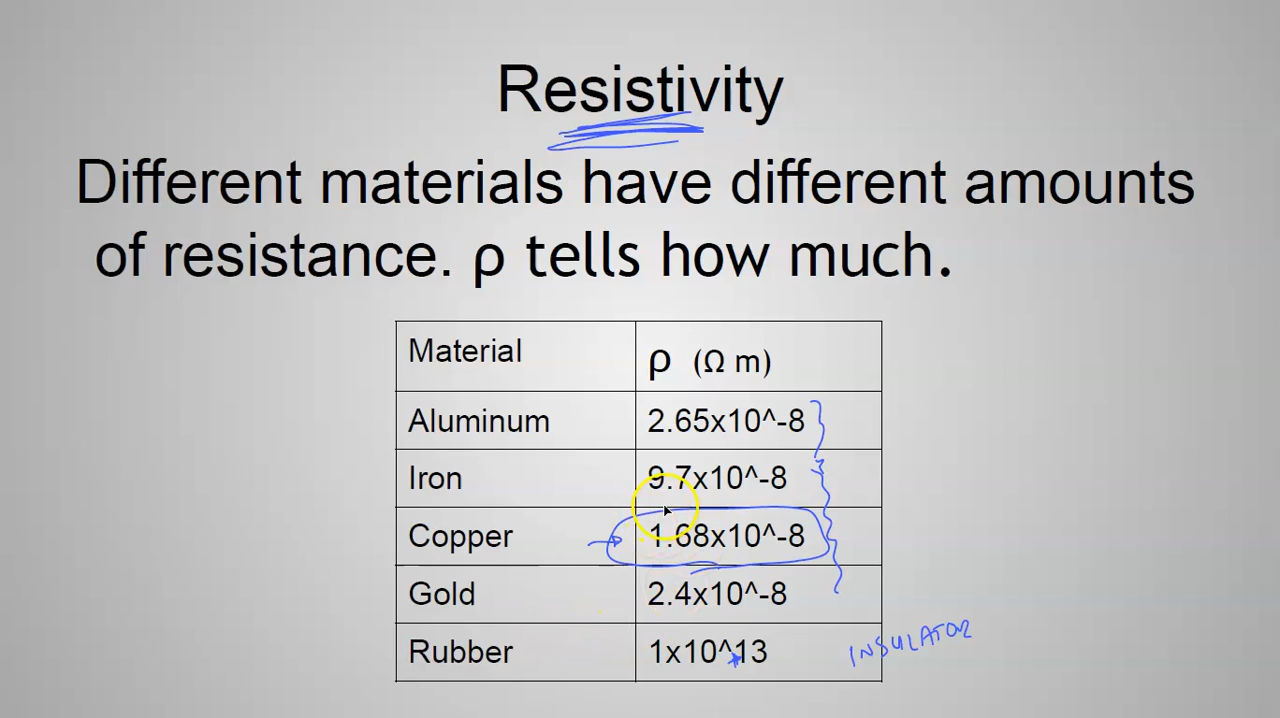 Resistivity
Different materials have different amounts
of resistance. ρ tells how much.
Material ρ (Ω m)
Aluminum 2.65x10^-8
Iron 9.7x10^-8
Copper 1.68x10^-8
Gold 2.4x10^-8
Rubber 1x10^13 INSULATOR